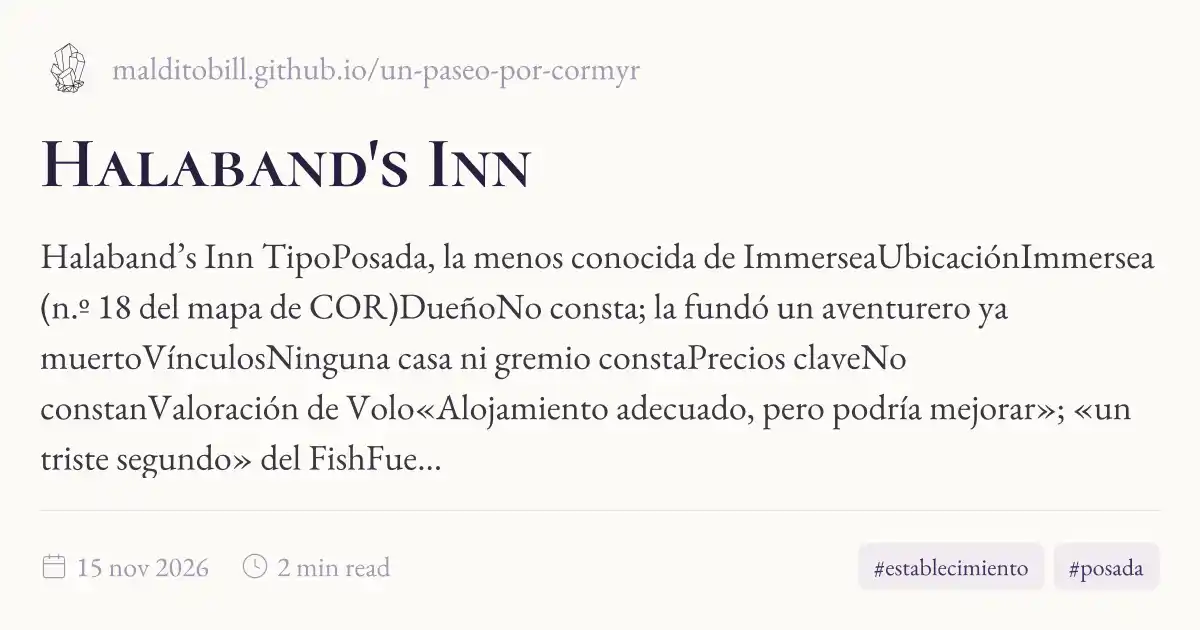 malditobill.github.io/un-paseo-por-cormyr
Halaband's Inn
Halaband’s Inn TipoPosada, la menos conocida de ImmerseaUbicaciónImmersea
(n.º 18 del mapa de COR)DueñoNo consta; la fundó un aventurero ya
muertoVínculosNinguna casa ni gremio constaPrecios claveNo
constanValoración de Volo«Alojamiento adecuado, pero podría mejorar»; «un
triste segundo» del FishFue...
15 nov 2026
2 min read
#establecimiento
#posada